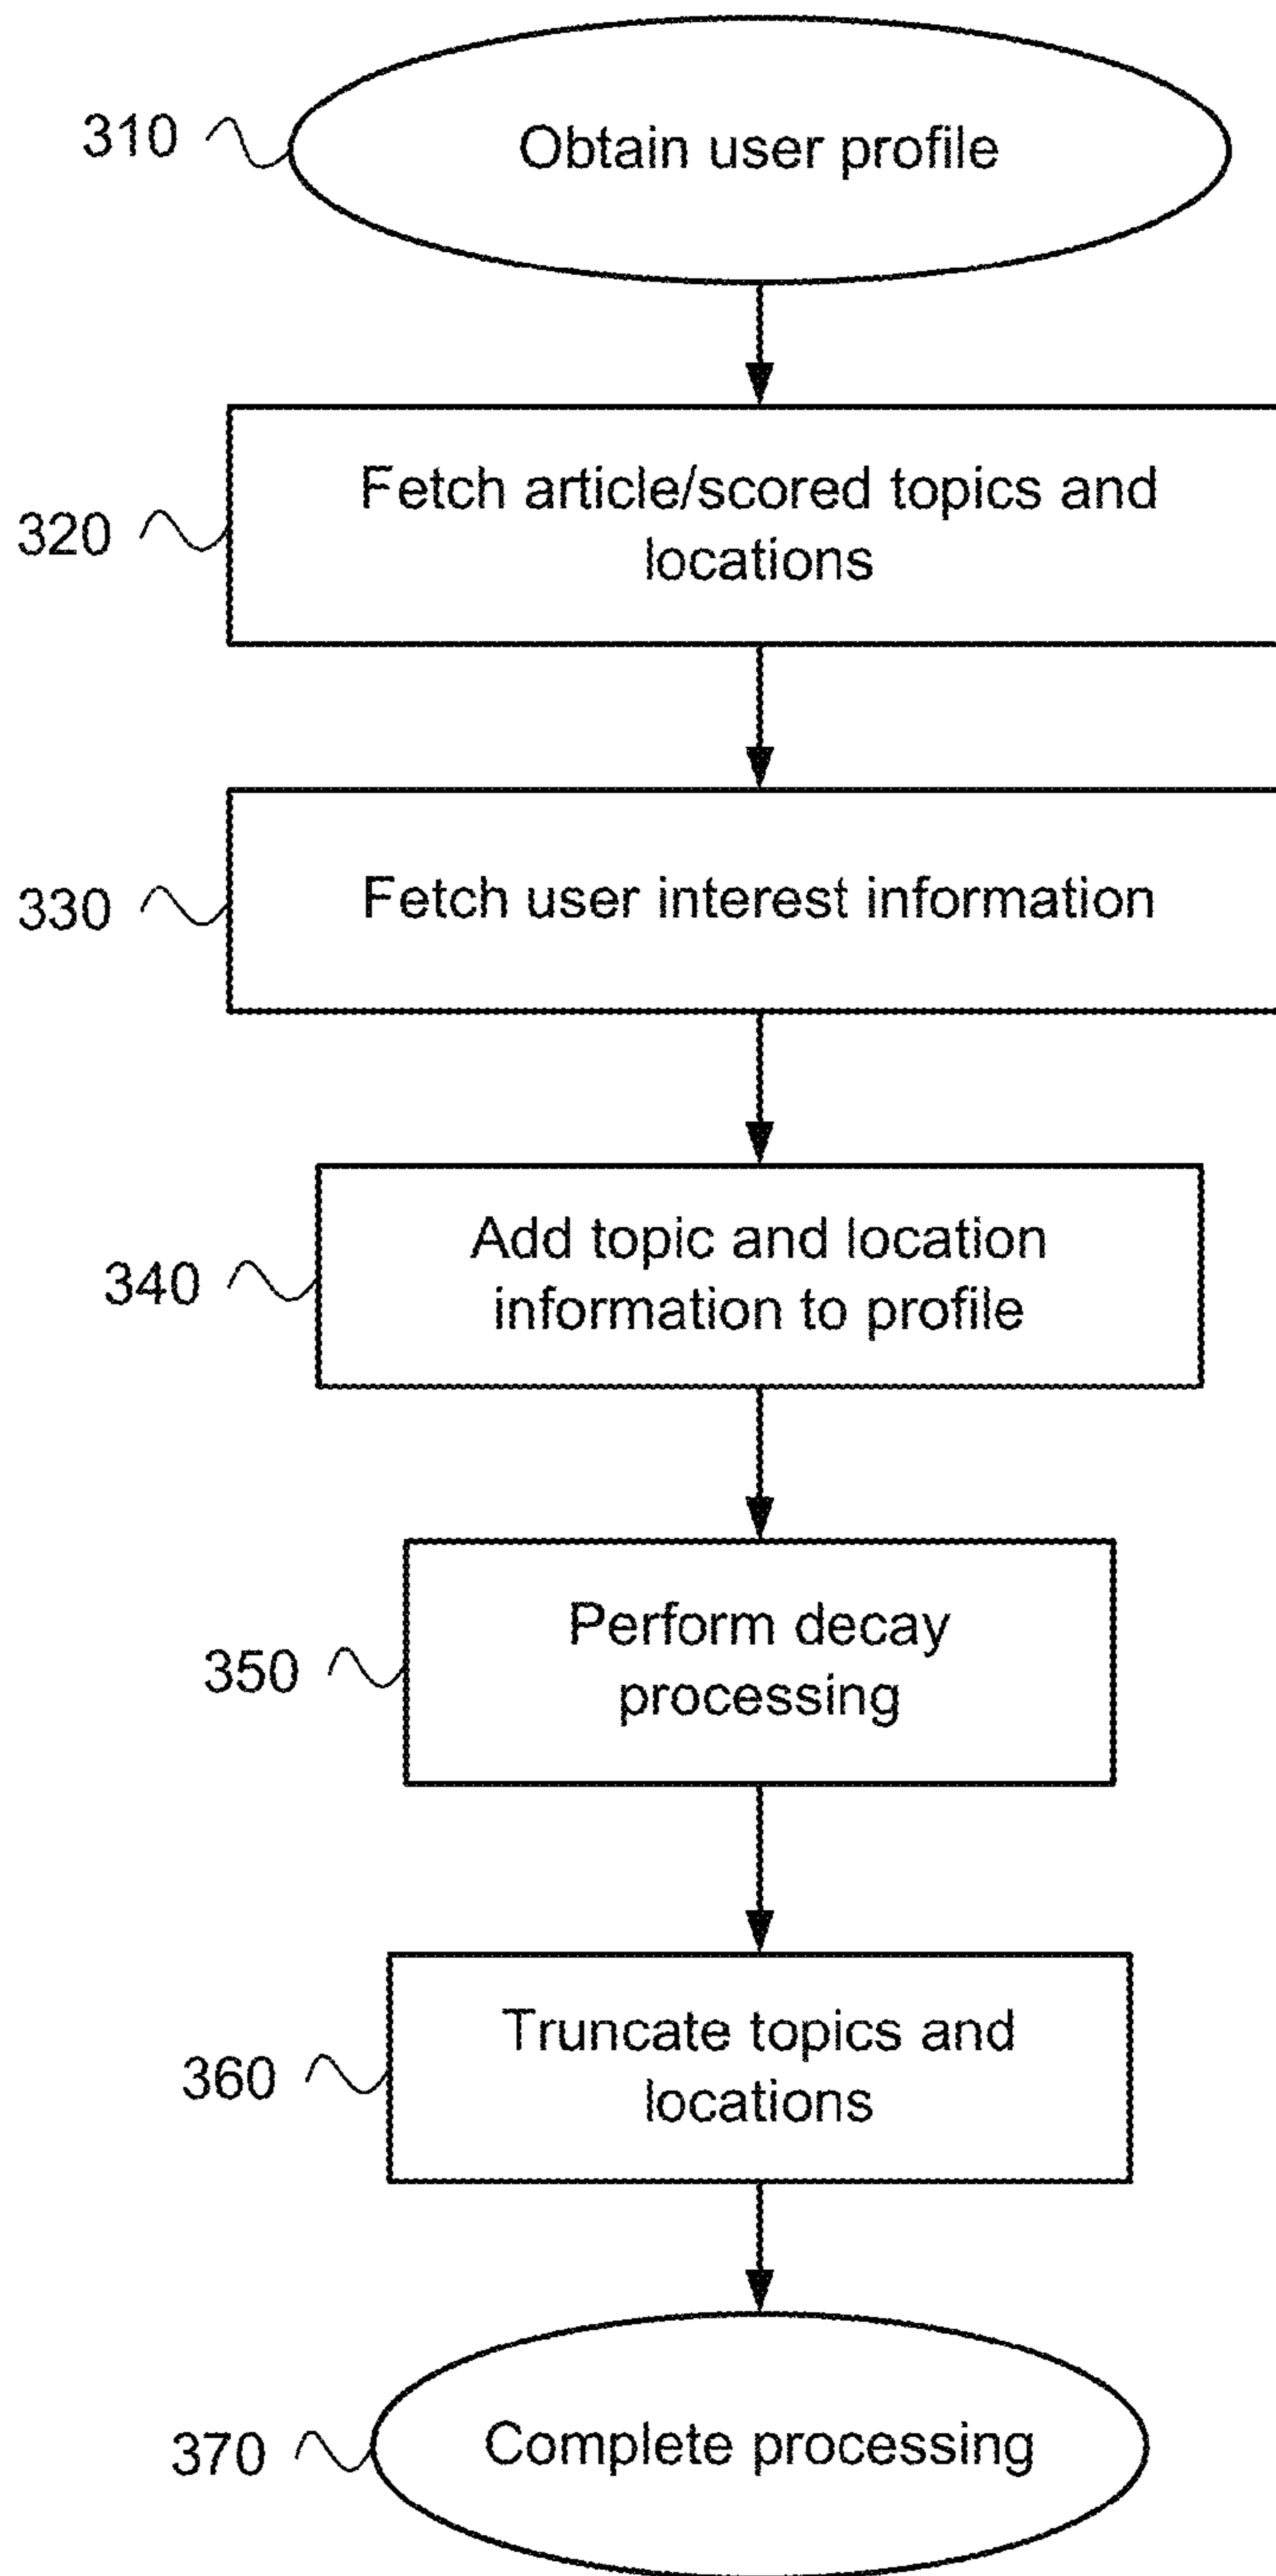 310
Obtain user profile
320
Fetch article/scored topics and
locations
330
Fetch user interest information
340
Add topic and location
information to profile
350
Perform decay
processing
360
Truncate topics and
locations
370
Complete processing